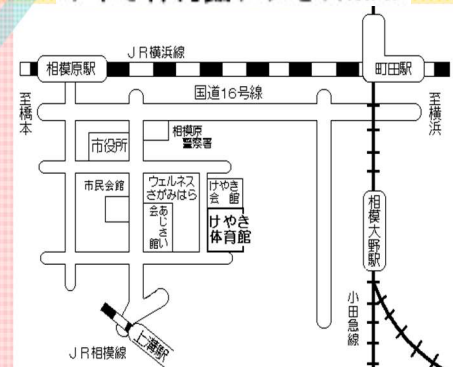 JR横浜線
相模原駅
町田駅
国道16号線
至橋本
至横浜
市役所
相模原
警察署
市民会館
ウェルネス
さがみはら
けやき
会館
あじさい
会館
けやき
体育館
相模大野駅
小田急線
上溝駅
JR相模線